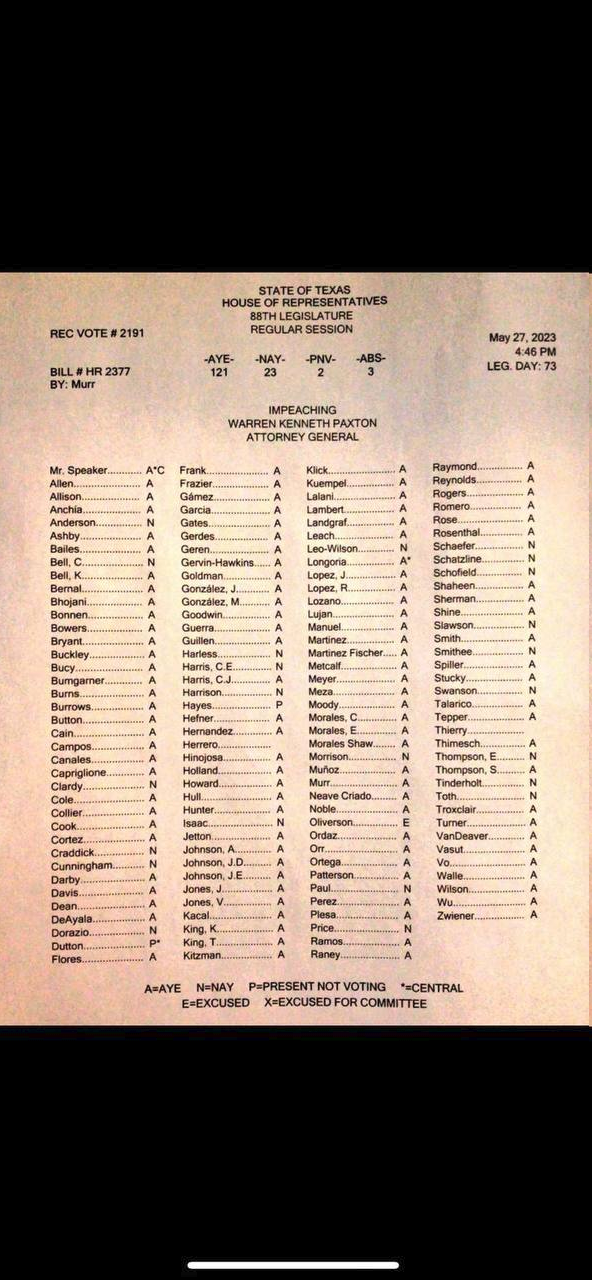 STATE OF TEXAS
HOUSE OF REPRESENTATIVES
88TH LEGISLATURE
REGULAR SESSION
REC VOTE # 2191
May 27, 2023
4:46 PM
LEG. DAY: 73
-AYE- -NAY- -PNV- -ABS-
121 23 2 3
BILL # HR 2377
BY: Murr
IMPEACHING
WARREN KENNETH PAXTON
ATTORNEY GENERAL
Mr. Speaker............ A*C
Allen.................... A
Allison.................. A
Anchía................... A
Anderson................. N
Ashby.................... A
Bailes................... A
Bell, C.................. N
Bell, K.................. A
Bernal................... A
Bhojani.................. A
Bonnen................... A
Bowers................... A
Bryant................... A
Buckley.................. A
Bucy..................... A
Bumgarner................ A
Burns.................... A
Burrows.................. A
Button................... A
Cain..................... A
Campos................... A
Canales.................. A
Capriglione.............. A
Clardy................... N
Cole..................... A
Collier.................. A
Cook..................... A
Cortez................... A
Craddick................. N
Cunningham............... N
Darby.................... A
Davis.................... A
Dean..................... A
DeAyala.................. A
Dorazio.................. N
Dutton................... P*
Flores................... A
Frank.................... A
Frazier.................. A
Gámez.................... A
Garcia................... A
Gates.................... A
Gerdes................... A
Geren.................... A
Gervin-Hawkins...... A
Goldman.................. A
González, J.............. A
González, M.............. A
Goodwin.................. A
Guerra................... A
Guillen.................. A
Harless.................. N
Harris, C.E.............. N
Harris, C.J.............. A
Harrison................. N
Hayes.................... P
Hefner................... A
Hernandez................ A
Herrero..................
Hinojosa................. A
Holland.................. A
Howard................... A
Hull..................... A
Hunter................... A
Isaac.................... N
Jetton................... A
Johnson, A............... A
Johnson, J.D............. A
Johnson, J.E............. A
Jones, J................. A
Jones, V................. A
Kacal.................... A
King, K.................. A
King, T.................. A
Kitzman.................. A
Klick.................... A
Kuempel.................. A
Lalani................... A
Lambert.................. A
Landgraf................. A
Leach.................... A
Leo-Wilson............... N
Longoria................. A*
Lopez, J................. A
Lopez, R................. A
Lozano................... A
Lujan.................... A
Manuel................... A
Martinez................. A
Martinez Fischer..... A
Metcalf.................. A
Meyer.................... A
Meza..................... A
Moody.................... A
Morales, C............... A
Morales, E............... A
Morales Shaw........ A
Morrison................. N
Muñoz.................... A
Murr..................... A
Neave Criado......... A
Noble.................... A
Oliverson................ E
Ordaz.................... A
Orr...................... A
Ortega................... A
Patterson................ A
Paul..................... N
Perez.................... A
Plesa.................... A
Price.................... N
Ramos.................... A
Raney.................... A
Raymond.................. A
Reynolds................. A
Rogers................... A
Romero................... A
Rose..................... A
Rosenthal................ A
Schaefer................. N
Schatzline............... N
Schofield................ N
Shaheen.................. A
Sherman.................. A
Shine.................... A
Slawson.................. N
Smith.................... A
Smithee.................. N
Spiller.................. A
Stucky................... A
Swanson.................. N
Talarico................. A
Tepper................... A
Thierry..................
Thimesch................. A
Thompson, E.............. N
Thompson, S.............. A
Tinderholt............... N
Toth..................... N
Troxclair................ A
Turner................... A
VanDeaver................ A
Vasut.................... A
Vo....................... A
Walle.................... A
Wilson................... A
Wu....................... A
Zwiener.................. A
A=AYE N=NAY P=PRESENT NOT VOTING *=CENTRAL
E=EXCUSED X=EXCUSED FOR COMMITTEE